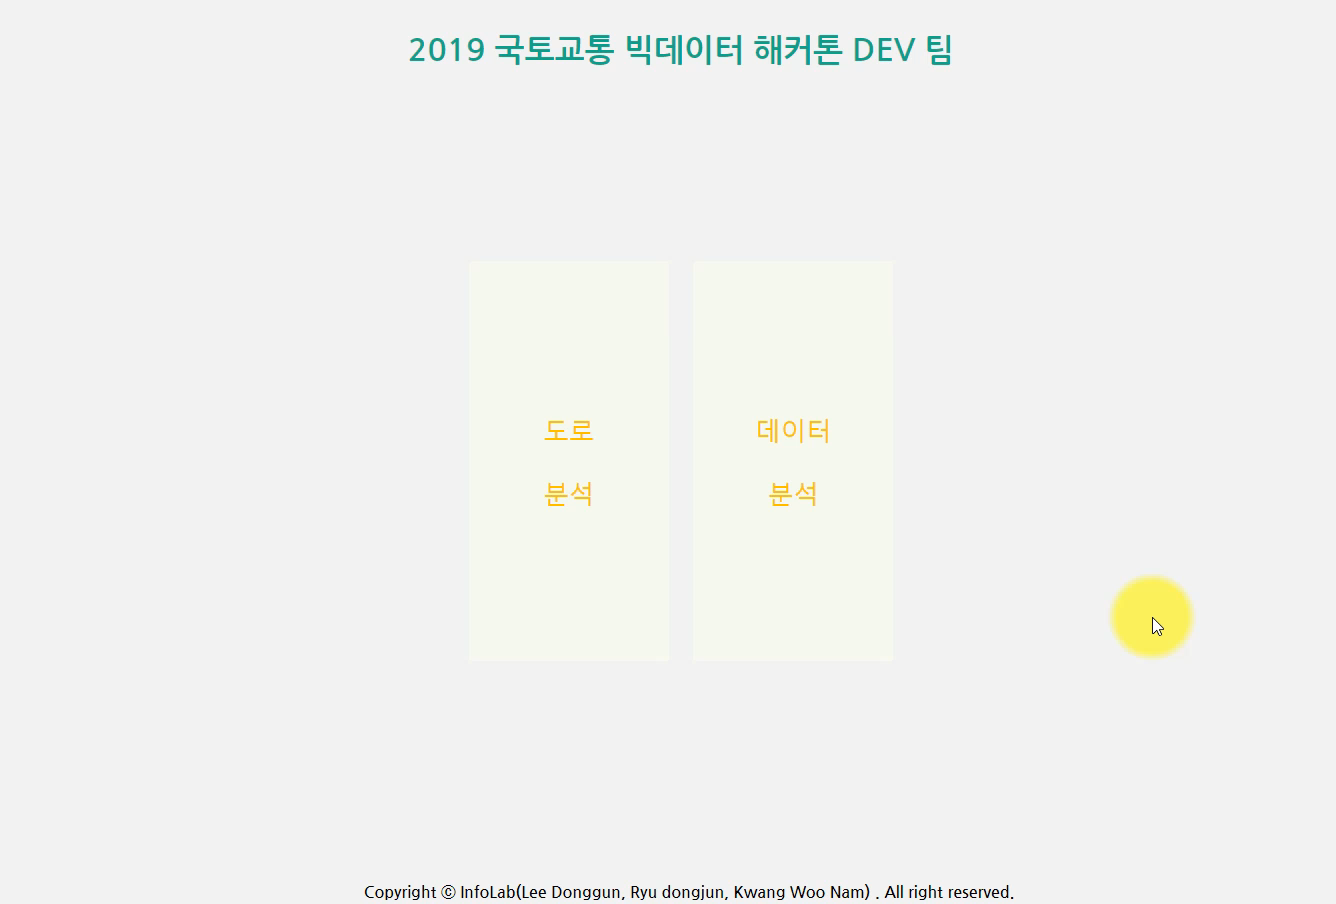 2019 국토교통 빅데이터 해커톤 DEV 팀
도로
분석
데이터
분석
Copyright ⓒ InfoLab(Lee Donggun, Ryu dongjun, Kwang Woo Nam) . All right reserved.